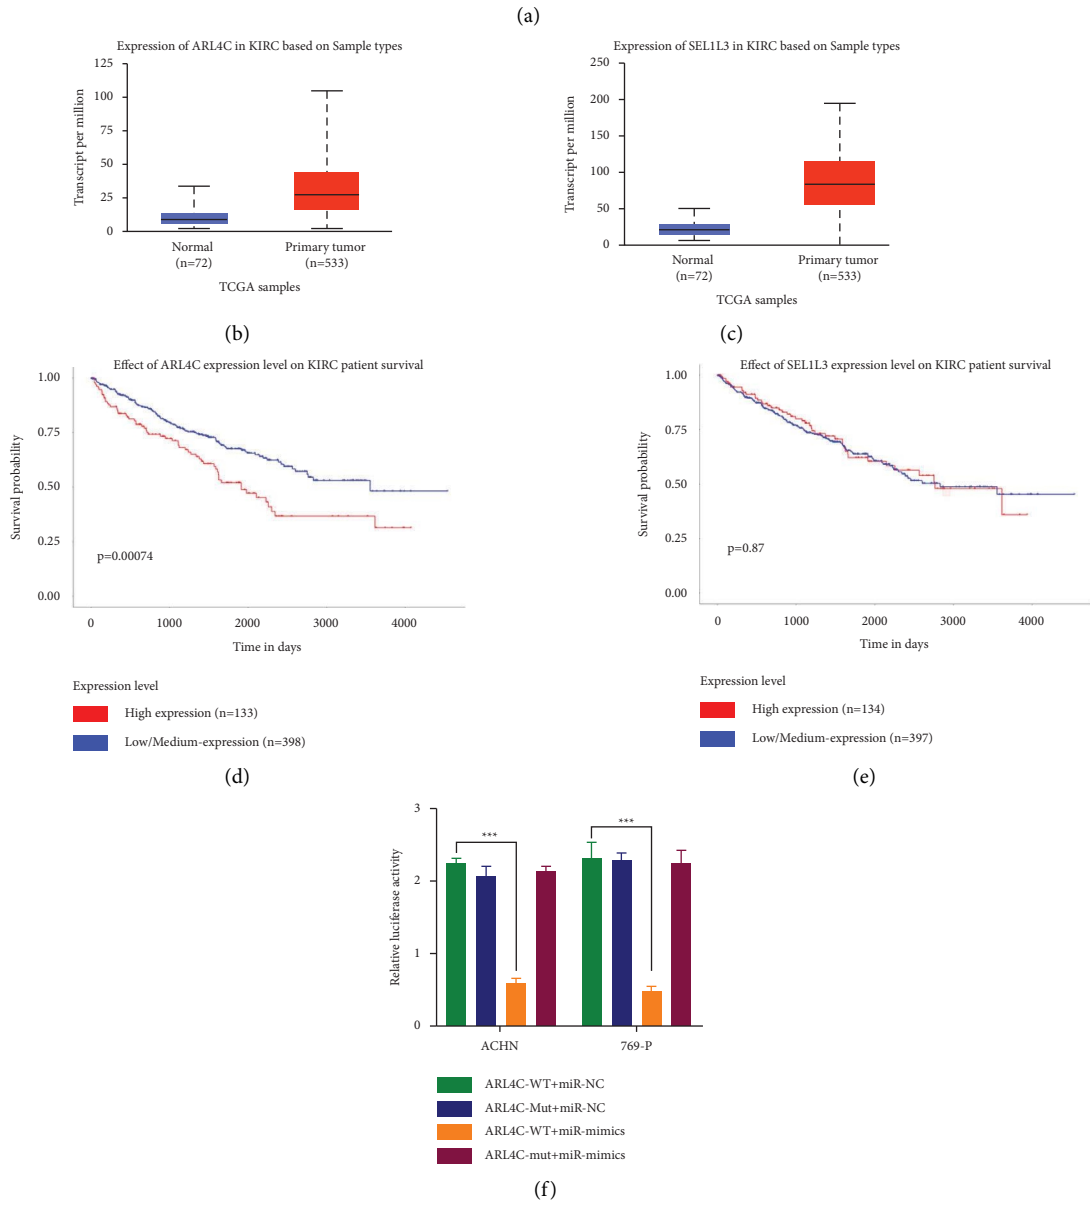 (a)
Expression of ARL4C in KIRC based on Sample types
125
100
75
50
25
0
Transcript per million
Normal
(n=72)
Primary tumor
(n=533)
TCGA samples
(b)
Expression of SEL1L3 in KIRC based on Sample types
250
200
150
100
50
0
Transcript per million
Normal
(n=72)
Primary tumor
(n=533)
TCGA samples
(c)
Effect of ARL4C expression level on KIRC patient survival
1.00
0.75
0.50
0.25
0.00
Survival probability
p=0.00074
0 1000 2000 3000 4000
Time in days
Expression level
High expression (n=133)
Low/Medium-expression (n=398)
(d)
Effect of SEL1L3 expression level on KIRC patient survival
1.00
0.75
0.50
0.25
0.00
Survival probability
p=0.87
0 1000 2000 3000 4000
Time in days
Expression level
High expression (n=134)
Low/Medium-expression (n=397)
(e)
3
2
1
0
Relative luciferase activity
***
***
ACHN 769-P
ARL4C-WT+miR-NC
ARL4C-Mut+miR-NC
ARL4C-WT+miR-mimics
ARL4C-mut+miR-mimics
(f)